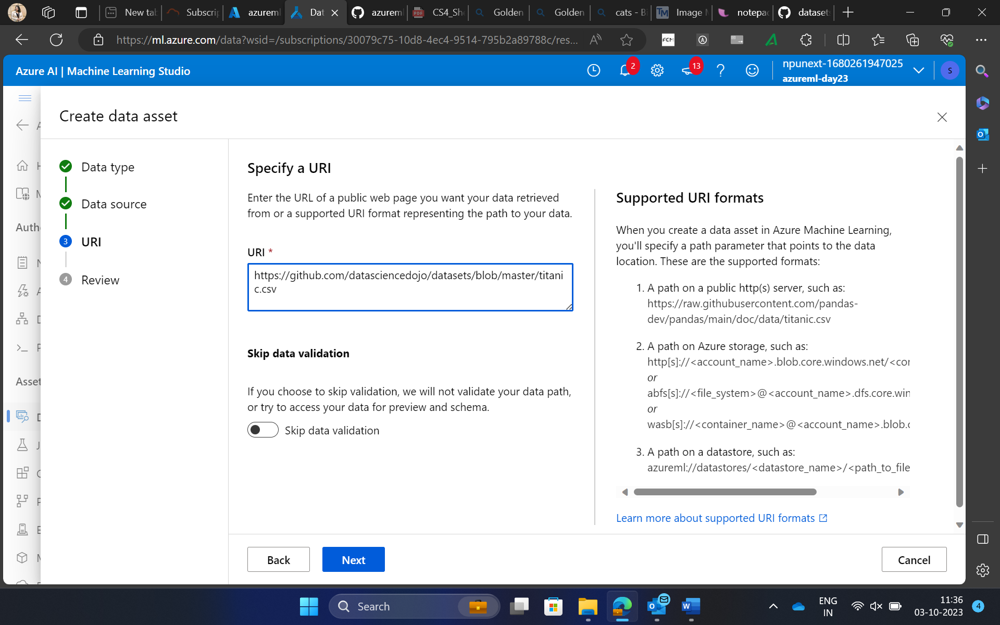 New tab
Subscrip
azureml
Dat
azureml
CS4_She
Golden
Golden
cats - B
TM Image M
notepa
dataset
https://ml.azure.com/data?wsid=/subscriptions/30079c75-10d8-4ec4-9514-795b2a89788c/res...
Azure AI | Machine Learning Studio
2
13
npunext-1680261947025
azureml-day23
S
Create data asset
Data type
Data source
3 URI
4 Review
Auth
Asset
Specify a URI
Enter the URL of a public web page you want your data retrieved
from or a supported URI format representing the path to your data.
URI *
https://github.com/datasciencedojo/datasets/blob/master/titani
c.csv
Skip data validation
If you choose to skip validation, we will not validate your data path,
or try to access your data for preview and schema.
Skip data validation
Supported URI formats
When you create a data asset in Azure Machine Learning,
you'll specify a path parameter that points to the data
location. These are the supported formats:
1. A path on a public http(s) server, such as:
https://raw.githubusercontent.com/pandas-
dev/pandas/main/doc/data/titanic.csv
2. A path on Azure storage, such as:
http[s]://<account_name>.blob.core.windows.net/<cor
or
abfs[s]://<file_system>@<account_name>.dfs.core.win
or
wasb[s]://<container_name>@<account_name>.blob.c
3. A path on a datastore, such as:
azureml://datastores/<datastore_name>/<path_to_file
Learn more about supported URI formats
Back
Next
Cancel
Search
ENG
IN
11:36
03-10-2023
4